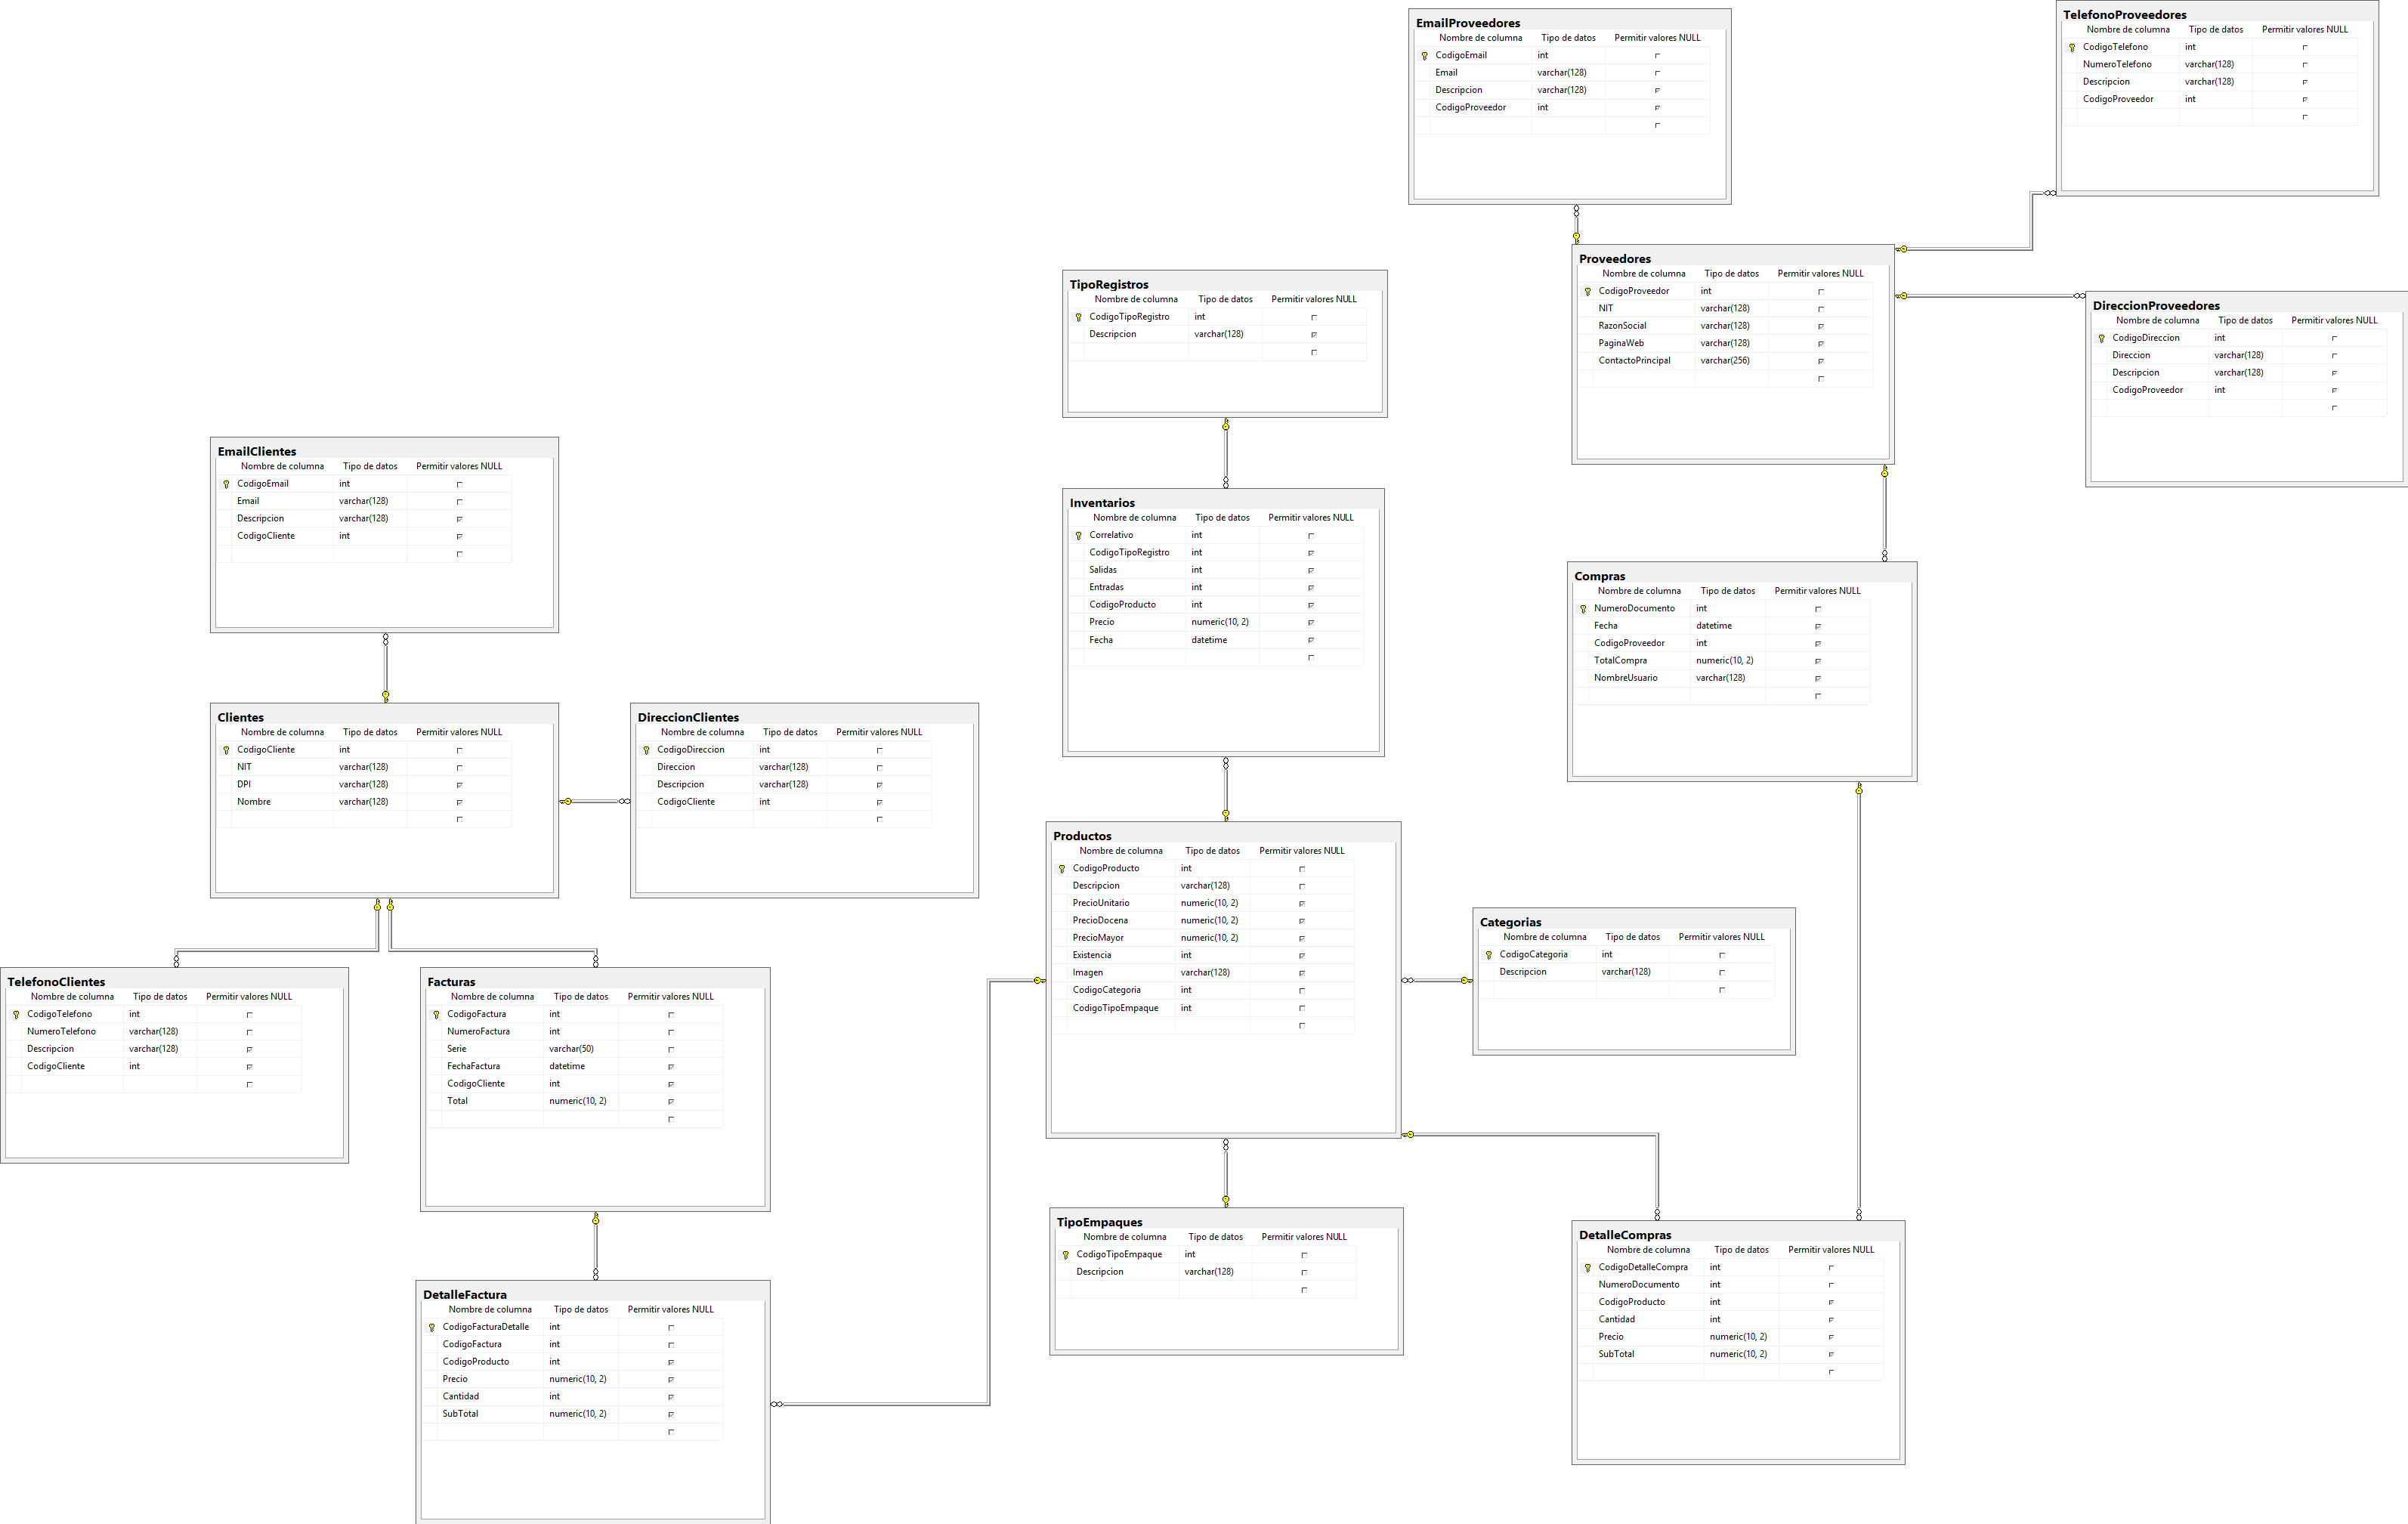 EmailProveedores
Nombre de columna Tipo de datos Permitir valores NULL
CodigoEmail int
Email varchar(128)
Descripcion varchar(128)
CodigoProveedor int
TelefonoProveedores
Nombre de columna Tipo de datos Permitir valores NULL
CodigoTelefono int
NumeroTelefono varchar(128)
Descripcion varchar(128)
CodigoProveedor int
Proveedores
Nombre de columna Tipo de datos Permitir valores NULL
CodigoProveedor int
NIT varchar(128)
RazonSocial varchar(128)
PaginaWeb varchar(128)
ContactoPrincipal varchar(256)
TipoRegistros
Nombre de columna Tipo de datos Permitir valores NULL
CodigoTipoRegistro int
Descripcion varchar(128)
DireccionProveedores
Nombre de columna Tipo de datos Permitir valores NULL
CodigoDireccion int
Direccion varchar(128)
Descripcion varchar(128)
CodigoProveedor int
EmailClientes
Nombre de columna Tipo de datos Permitir valores NULL
CodigoEmail int
Email varchar(128)
Descripcion varchar(128)
CodigoCliente int
Inventarios
Nombre de columna Tipo de datos Permitir valores NULL
Correlativo int
CodigoTipoRegistro int
Salidas int
Entradas int
CodigoProducto int
Precio numeric(10, 2)
Fecha datetime
Compras
Nombre de columna Tipo de datos Permitir valores NULL
NumeroDocumento int
Fecha datetime
CodigoProveedor int
TotalCompra numeric(10, 2)
NombreUsuario varchar(128)
Clientes
Nombre de columna Tipo de datos Permitir valores NULL
CodigoCliente int
NIT varchar(128)
DPI varchar(128)
Nombre varchar(128)
DireccionClientes
Nombre de columna Tipo de datos Permitir valores NULL
CodigoDireccion int
Direccion varchar(128)
Descripcion varchar(128)
CodigoCliente int
Productos
Nombre de columna Tipo de datos Permitir valores NULL
CodigoProducto int
Descripcion varchar(128)
PrecioUnitario numeric(10, 2)
PrecioDocena numeric(10, 2)
PrecioMayor numeric(10, 2)
Existencia int
Imagen varchar(128)
CodigoCategoria int
CodigoTipoEmpaque int
Categorias
Nombre de columna Tipo de datos Permitir valores NULL
CodigoCategoria int
Descripcion varchar(128)
TelefonoClientes
Nombre de columna Tipo de datos Permitir valores NULL
CodigoTelefono int
NumeroTelefono varchar(128)
Descripcion varchar(128)
CodigoCliente int
Facturas
Nombre de columna Tipo de datos Permitir valores NULL
CodigoFactura int
NumeroFactura int
Serie varchar(50)
FechaFactura datetime
CodigoCliente int
Total numeric(10, 2)
TipoEmpaques
Nombre de columna Tipo de datos Permitir valores NULL
CodigoTipoEmpaque int
Descripcion varchar(128)
DetalleCompras
Nombre de columna Tipo de datos Permitir valores NULL
CodigoDetalleCompra int
NumeroDocumento int
CodigoProducto int
Cantidad int
Precio numeric(10, 2)
SubTotal numeric(10, 2)
DetalleFactura
Nombre de columna Tipo de datos Permitir valores NULL
CodigoFacturaDetalle int
CodigoFactura int
CodigoProducto int
Precio numeric(10, 2)
Cantidad int
SubTotal numeric(10, 2)